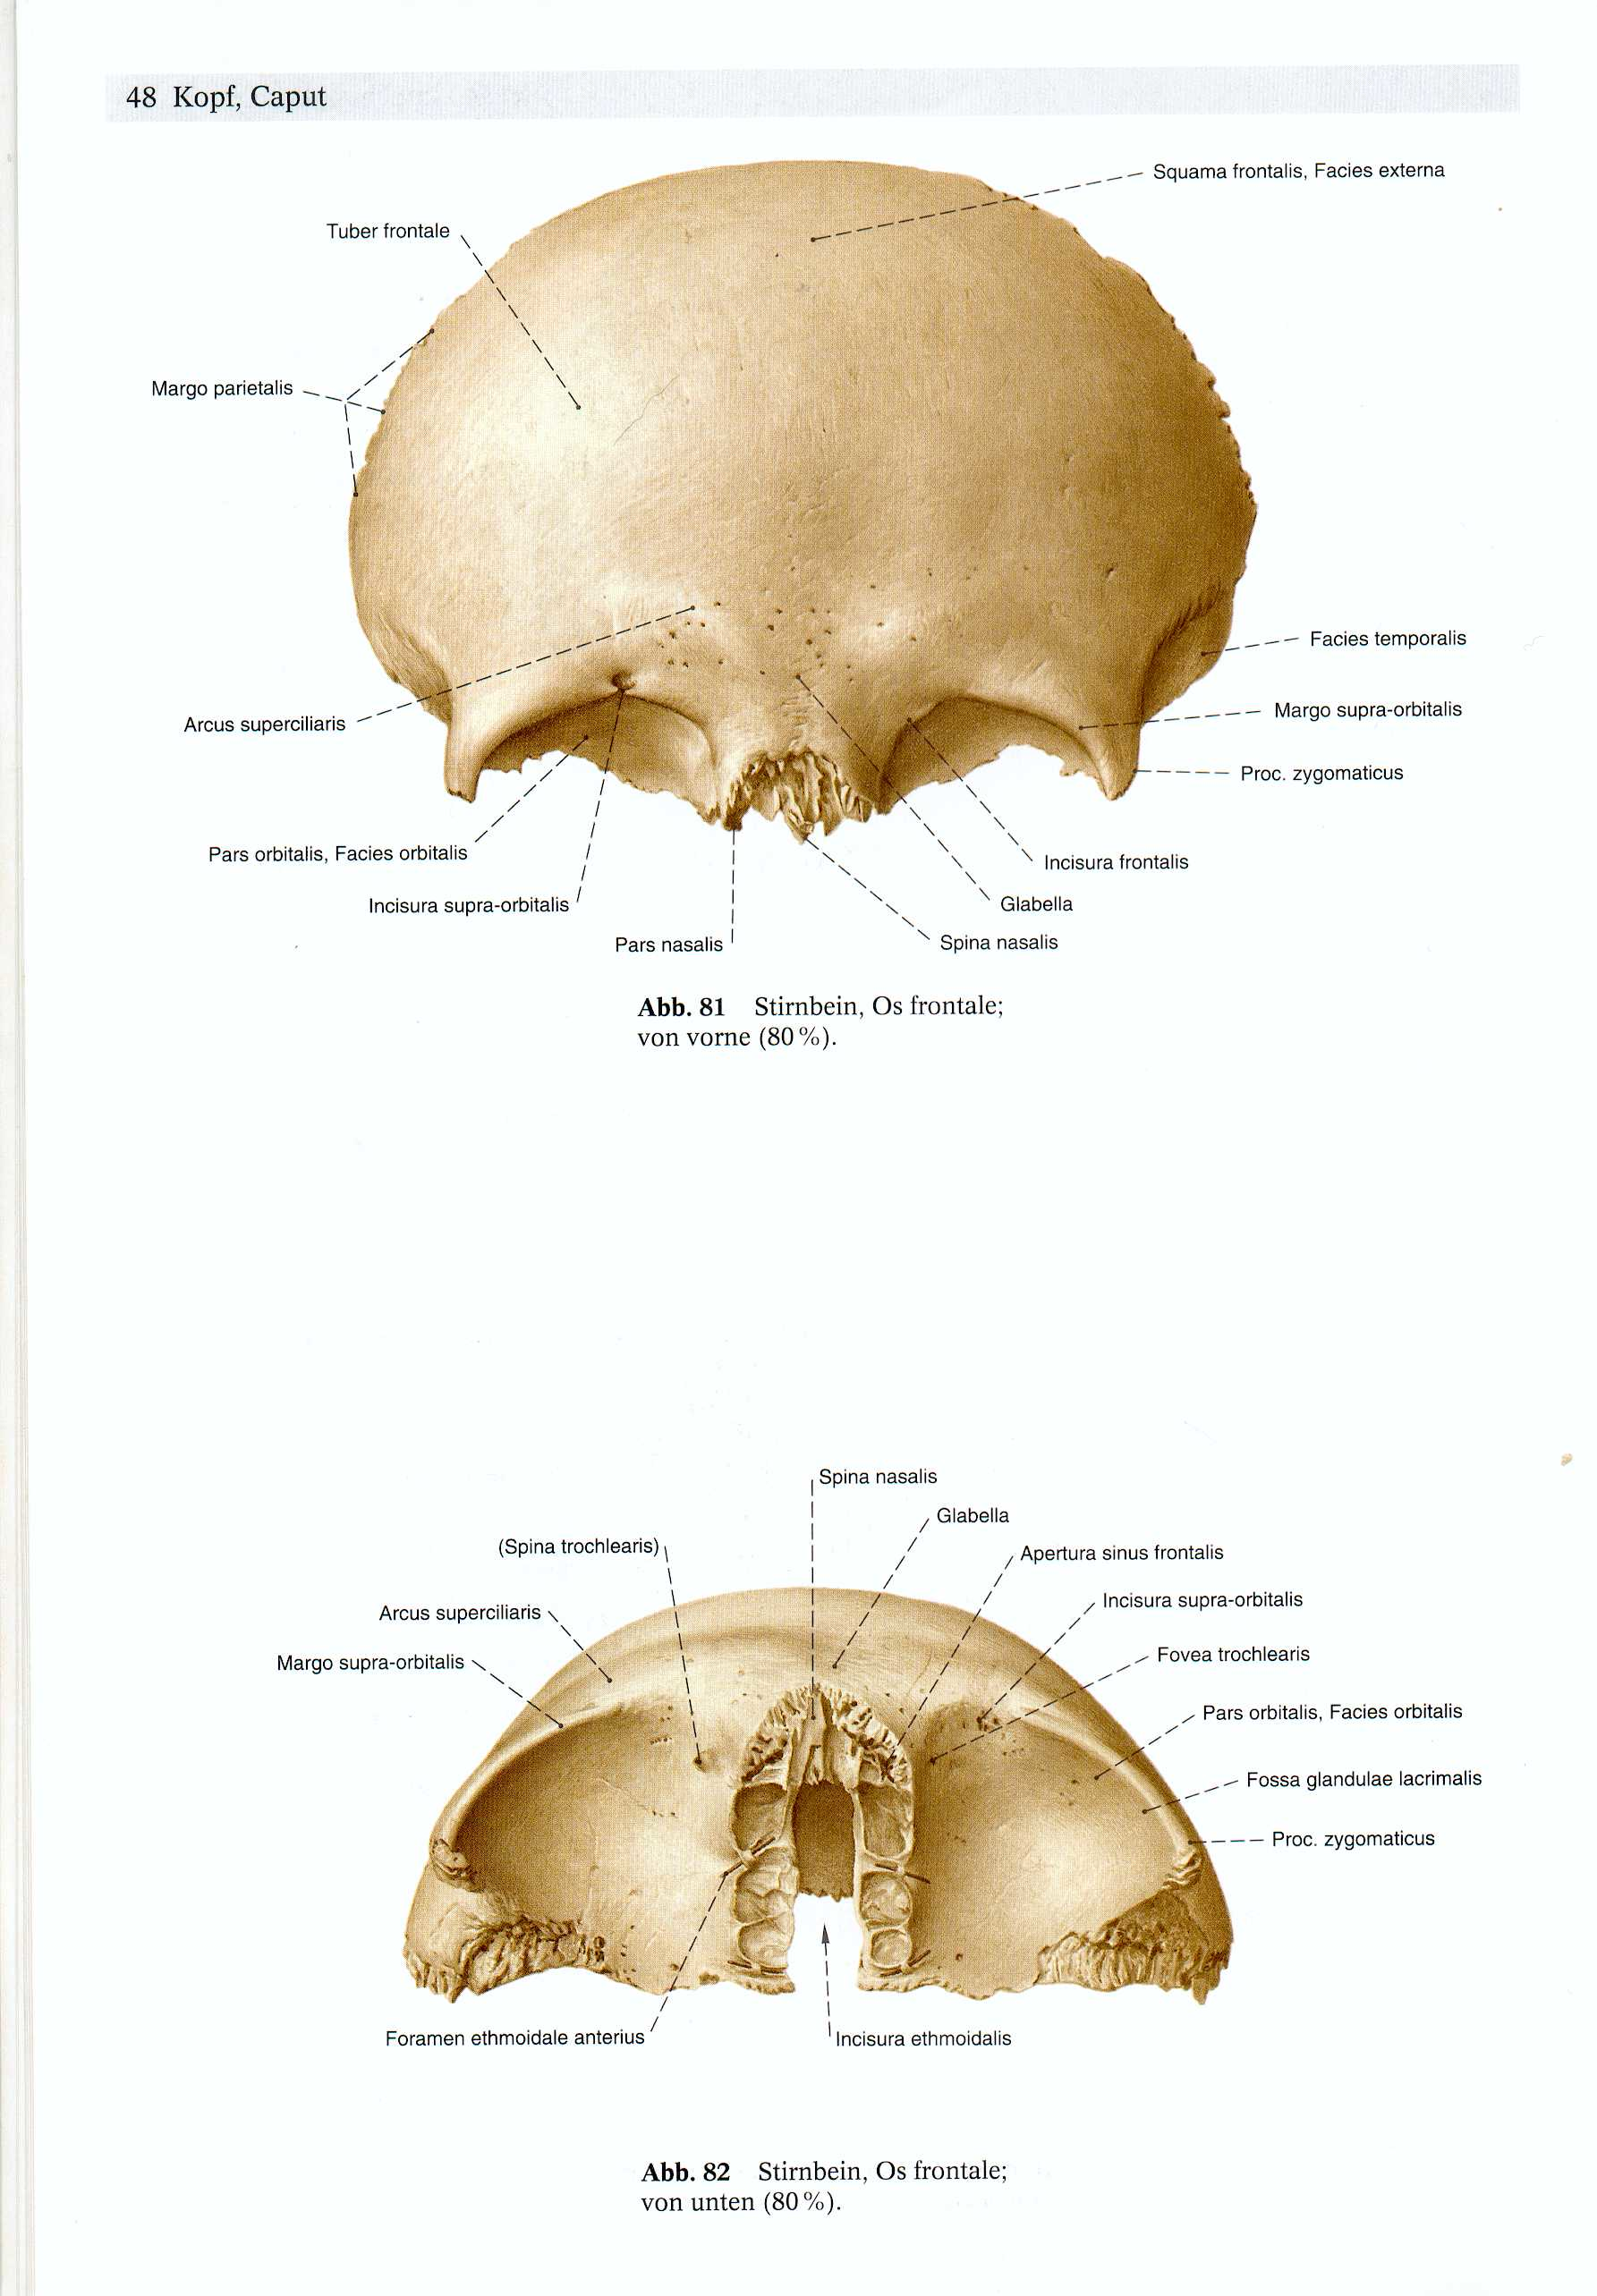 48 Kopf, Caput
Squama frontalis, Facies externa
Tuber frontale
Margo parietalis
Facies temporalis
Margo supra-orbitalis
Arcus superciliaris
Proc. zygomaticus
Pars orbitalis, Facies orbitalis
Incisura frontalis
Incisura supra-orbitalis
Glabella
Pars nasalis
Spina nasalis
Abb. 81 Stirnbein, Os frontale;
von vorne (80 %).
Spina nasalis
Glabella
(Spina trochlearis)
Apertura sinus frontalis
Incisura supra-orbitalis
Arcus superciliaris
Fovea trochlearis
Margo supra-orbitalis
Pars orbitalis, Facies orbitalis
Fossa glandulae lacrimalis
Proc. zygomaticus
Foramen ethmoidale anterius
Incisura ethmoidalis
Abb. 82 Stirnbein, Os frontale;
von unten (80 %).